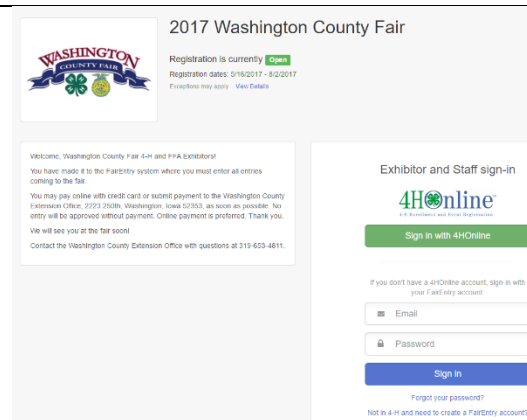 2017 Washington County Fair
WASHINGTON
COUNTY FAIR
Registration is currently Open
Registration dates: 5/16/2017 - 8/2/2017
Exceptions may apply View Details
Welcome, Washington County Fair 4-H and FFA Exhibitors!
You have made it to the FairEntry system where you must enter all entries
coming to the fair.
You may pay online with credit card or submit payment to the Washington County
Extension Office, 2223 250th, Washington, Iowa 52353, as soon as possible. No
entry will be approved without payment. Online payment is preferred. Thank you.
We will see you at the fair soon!
Contact the Washington County Extension Office with questions at 319-653-4811.
Exhibitor and Staff sign-in
4HOnline
4-H Enrollment and Event Registration
Sign in with 4HOnline
If you don't have a 4HOnline account, sign-in with
your FairEntry account
Email
Password
Sign in
Forgot your password?
Not in 4-H and need to create a FairEntry account?